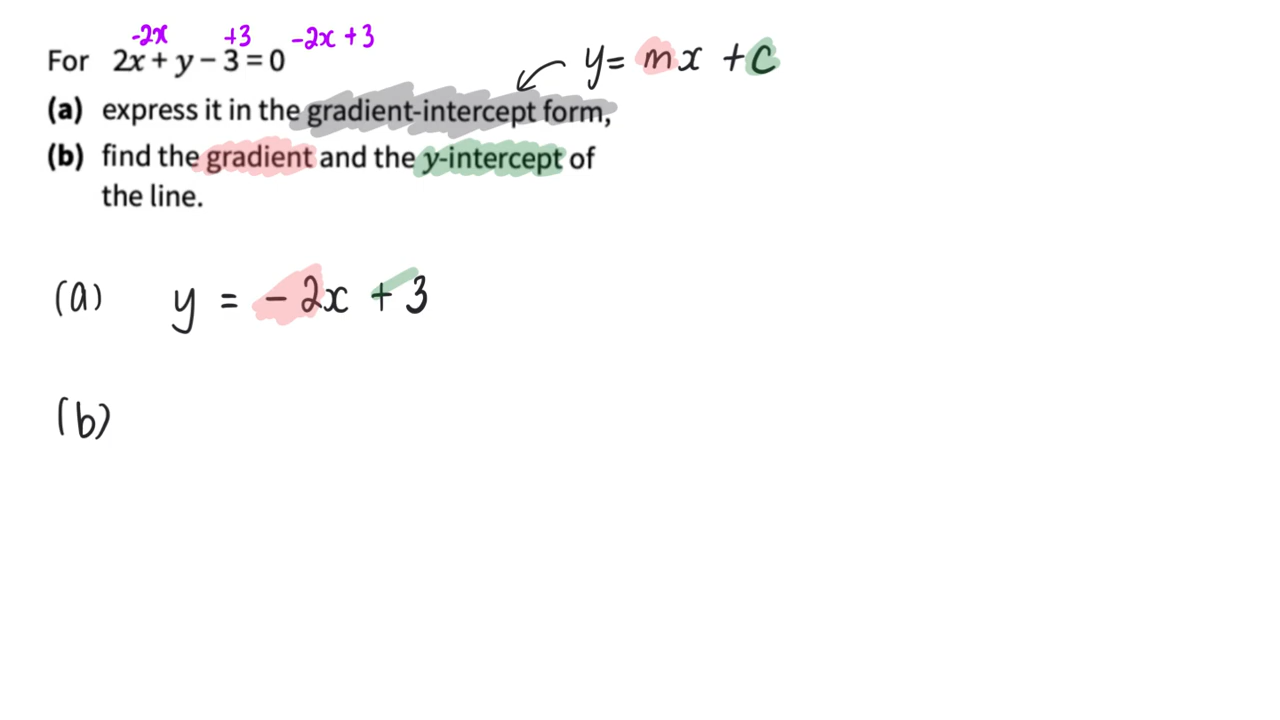 -2x +3 -2x +3
For 2x + y − 3 = 0
y = mx + c
(a) express it in the gradient-intercept form,
(b) find the gradient and the y-intercept of
the line.
(a) y = -2x + 3
(b)